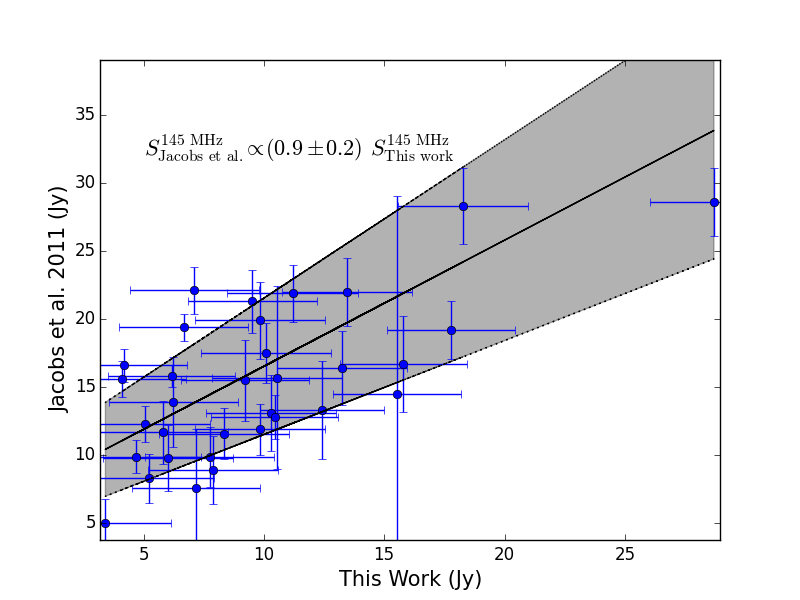 35
30
25
20
15
10
5
Jacobs et al. 2011 (Jy)
S^{145 MHz}_{Jacobs et al.} ∝(0.9±0.2) S^{145 MHz}_{This work}
5 10 15 20 25
This Work (Jy)